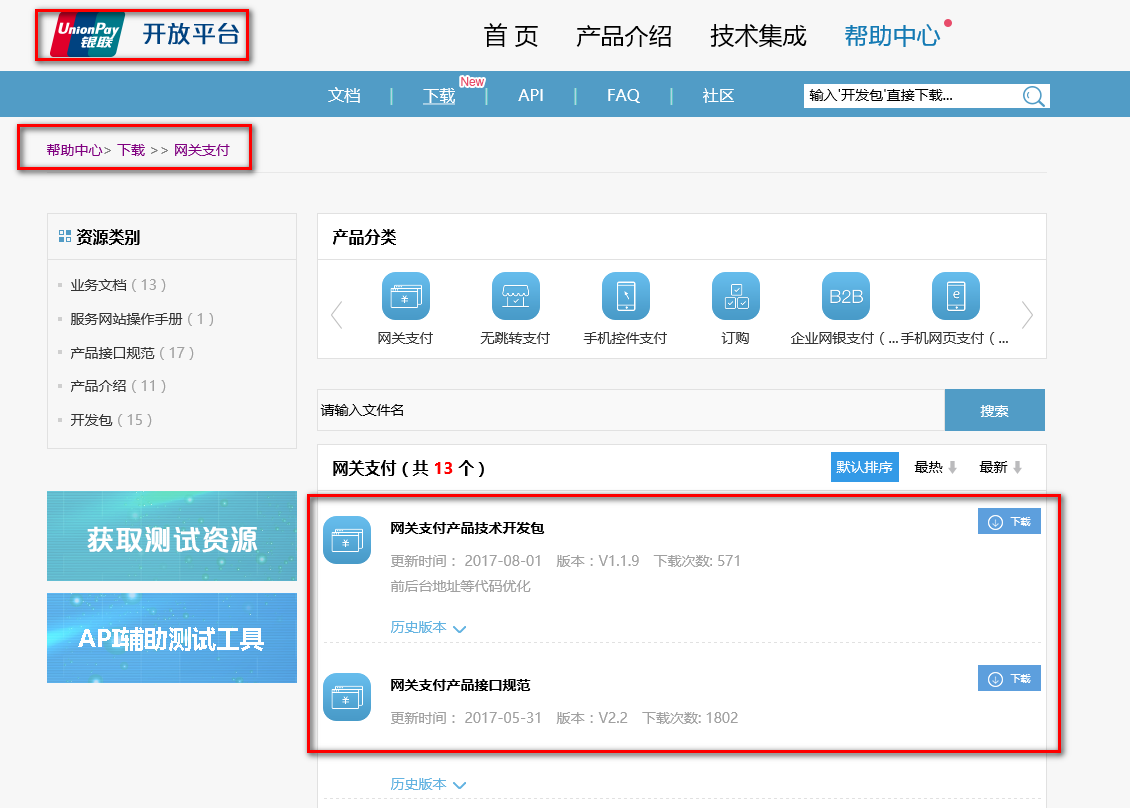 UnionPay 银联 开放平台
首 页 产品介绍 技术集成 帮助中心
文档 | 下载 New | API | FAQ | 社区 输入'开发包'直接下载...
帮助中心> 下载 >> 网关支付
资源类别
业务文档 ( 13 )
服务网站操作手册 ( 1 )
产品接口规范 ( 17 )
产品介绍 ( 11 )
开发包 ( 15 )
获取测试资源
API辅助测试工具
产品分类
B2B e
网关支付 无跳转支付 手机控件支付 订购 企业网银支付（... 手机网页支付（...
请输入文件名 搜索
网关支付 ( 共 13 个 ) 默认排序 最热 最新
网关支付产品技术开发包 下载
更新时间： 2017-08-01 版本：V1.1.9 下载次数: 571
前后台地址等代码优化
历史版本
网关支付产品接口规范 下载
更新时间： 2017-05-31 版本：V2.2 下载次数: 1802
历史版本